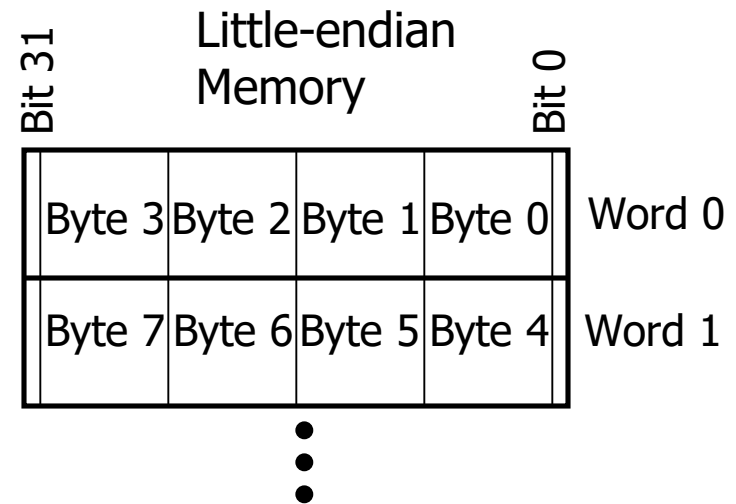 Little-endian
Memory
Bit 31
Bit 0
Byte 3 Byte 2 Byte 1 Byte 0 Word 0
Byte 7 Byte 6 Byte 5 Byte 4 Word 1